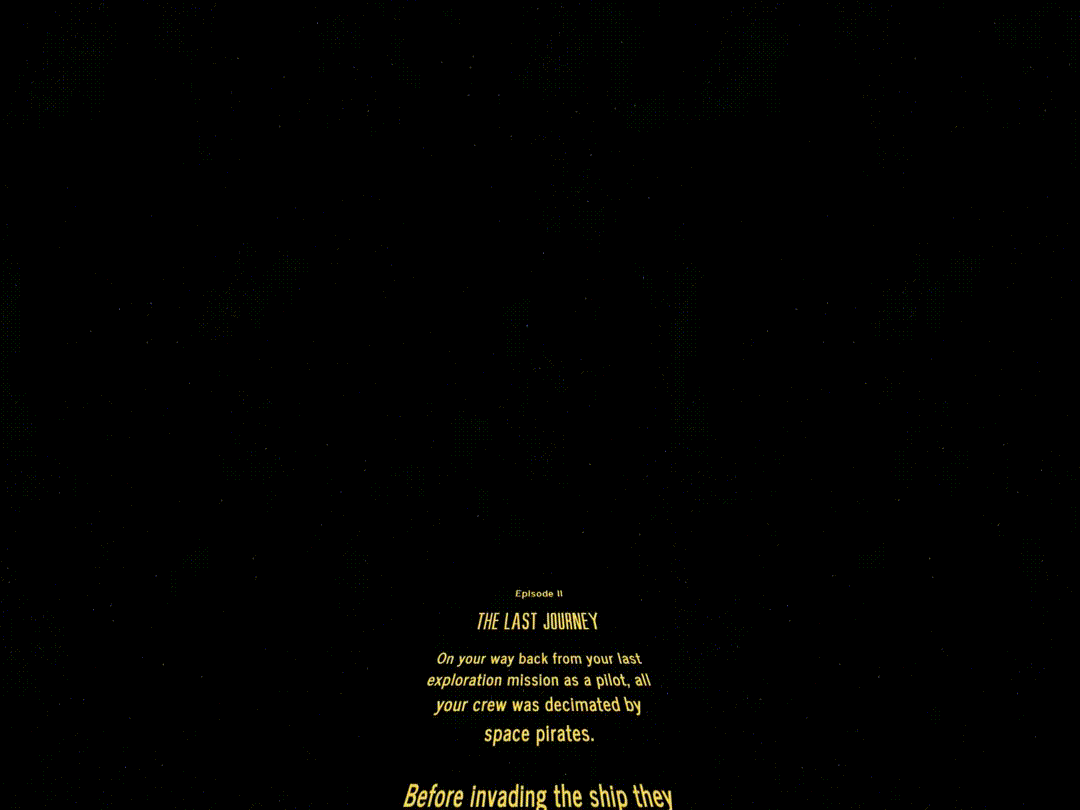 Episode II
THE LAST JOURNEY
On your way back from your last
exploration mission as a pilot, all
your crew was decimated by
space pirates.
Before invading the ship they